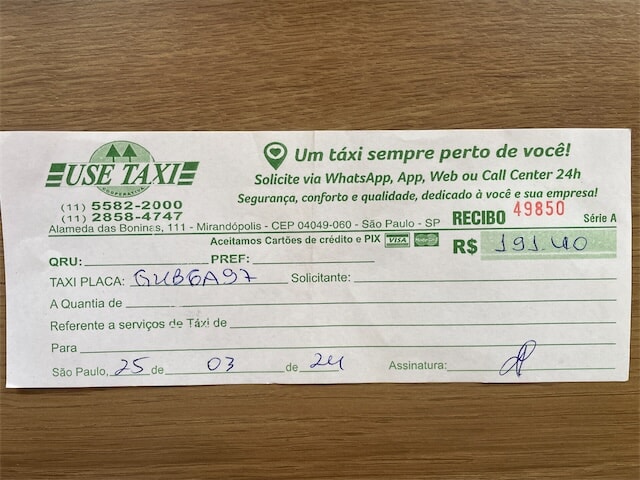 USE TAXI
COOPERATIVA
(11) 5582-2000
(11) 2858-4747
Um táxi sempre perto de você!
Solicite via WhatsApp, App, Web ou Call Center 24h
Segurança, conforto e qualidade, dedicado à você e sua empresa!
Alameda das Boninas, 111 - Mirandópolis - CEP 04049-060 - São Paulo - SP
RECIBO 49850 Série A
Aceitamos Cartões de crédito e PIX VISA MasterCard
R$ 191.40
QRU: PREF:
TAXI PLACA: GUB6A97 Solicitante:
A Quantia de
Referente a serviços de Táxi de
Para
São Paulo, 25 de 03 de 24 Assinatura: